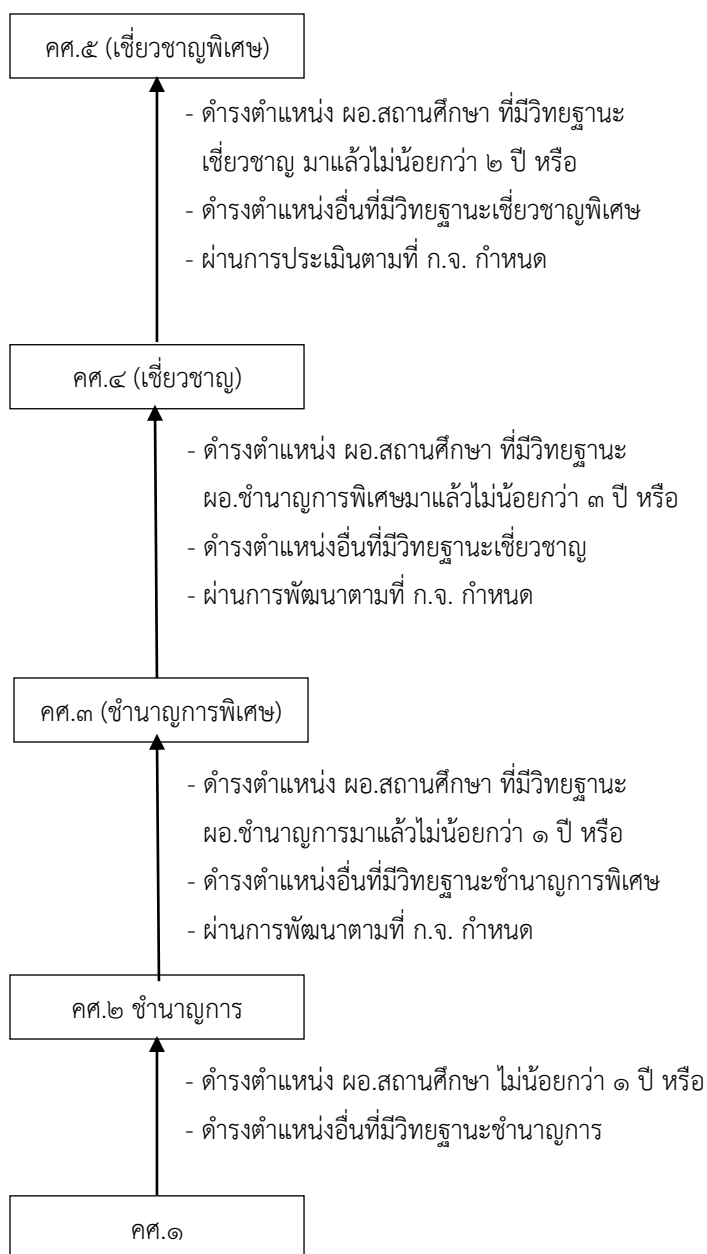 คศ.๕ (เชี่ยวชาญพิเศษ)
- ดำรงตำแหน่ง ผอ.สถานศึกษา ที่มีวิทยฐานะ
เชี่ยวชาญ มาแล้วไม่น้อยกว่า ๒ ปี หรือ
- ดำรงตำแหน่งอื่นที่มีวิทยฐานะเชี่ยวชาญพิเศษ
- ผ่านการประเมินตามที่ ก.จ. กำหนด
คศ.๔ (เชี่ยวชาญ)
- ดำรงตำแหน่ง ผอ.สถานศึกษา ที่มีวิทยฐานะ
ผอ.ชำนาญการพิเศษมาแล้วไม่น้อยกว่า ๓ ปี หรือ
- ดำรงตำแหน่งอื่นที่มีวิทยฐานะเชี่ยวชาญ
- ผ่านการพัฒนาตามที่ ก.จ. กำหนด
คศ.๓ (ชำนาญการพิเศษ)
- ดำรงตำแหน่ง ผอ.สถานศึกษา ที่มีวิทยฐานะ
ผอ.ชำนาญการมาแล้วไม่น้อยกว่า ๑ ปี หรือ
- ดำรงตำแหน่งอื่นที่มีวิทยฐานะชำนาญการพิเศษ
- ผ่านการพัฒนาตามที่ ก.จ. กำหนด
คศ.๒ ชำนาญการ
- ดำรงตำแหน่ง ผอ.สถานศึกษา ไม่น้อยกว่า ๑ ปี หรือ
- ดำรงตำแหน่งอื่นที่มีวิทยฐานะชำนาญการ
คศ.๑